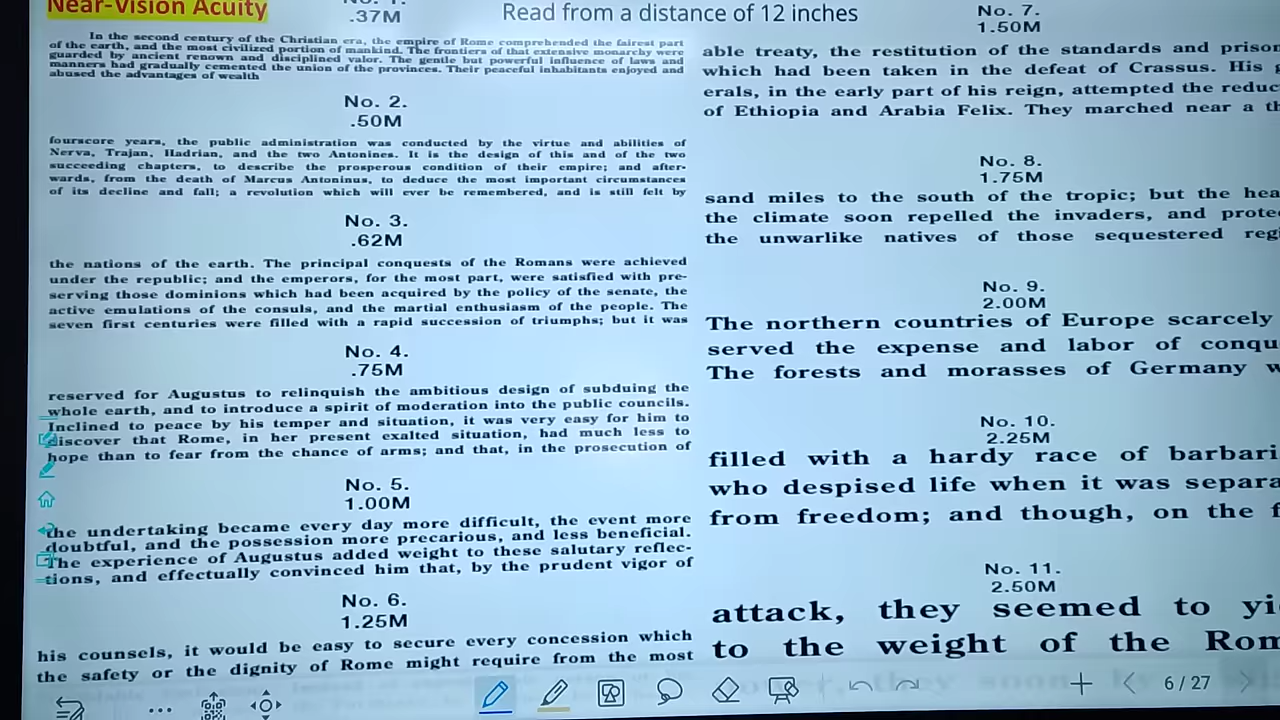 Near-Vision Acuity
.37M
In the second century of the Christian era, the empire of Rome comprehended the fairest part
of the earth, and the most civilized portion of mankind. The frontiers of that extensive monarchy were
guarded by ancient renown and disciplined valor. The gentle but powerful influence of laws and
manners had gradually cemented the union of the provinces. Their peaceful inhabitants enjoyed and
abused the advantages of wealth
No. 2.
.50M
fourscore years, the public administration was conducted by the virtue and abilities of
Nerva, Trajan, Hadrian, and the two Antonines. It is the design of this and of the two
succeeding chapters, to describe the prosperous condition of their empire; and after-
wards, from the death of Marcus Antoninus, to deduce the most important circumstances
of its decline and fall; a revolution which will ever be remembered, and is still felt by
No. 3.
.62M
the nations of the earth. The principal conquests of the Romans were achieved
under the republic; and the emperors, for the most part, were satisfied with pre-
serving those dominions which had been acquired by the policy of the senate, the
active emulations of the consuls, and the martial enthusiasm of the people. The
seven first centuries were filled with a rapid succession of triumphs; but it was
No. 4.
.75M
reserved for Augustus to relinquish the ambitious design of subduing the
whole earth, and to introduce a spirit of moderation into the public councils.
Inclined to peace by his temper and situation, it was very easy for him to
discover that Rome, in her present exalted situation, had much less to
hope than to fear from the chance of arms; and that, in the prosecution of
No. 5.
1.00M
the undertaking became every day more difficult, the event more
doubtful, and the possession more precarious, and less beneficial.
The experience of Augustus added weight to these salutary reflec-
tions, and effectually convinced him that, by the prudent vigor of
No. 6.
1.25M
his counsels, it would be easy to secure every concession which
the safety or the dignity of Rome might require from the most
Read from a distance of 12 inches
No. 7.
1.50M
able treaty, the restitution of the standards and prison
which had been taken in the defeat of Crassus. His g
erals, in the early part of his reign, attempted the reduc
of Ethiopia and Arabia Felix. They marched near a th
No. 8.
1.75M
sand miles to the south of the tropic; but the hea
the climate soon repelled the invaders, and prote
the unwarlike natives of those sequestered regi
No. 9.
2.00M
The northern countries of Europe scarcely
served the expense and labor of conqu
The forests and morasses of Germany w
No. 10.
2.25M
filled with a hardy race of barbari
who despised life when it was separa
from freedom; and though, on the f
No. 11.
2.50M
attack, they seemed to yi
to the weight of the Rom
6 / 27